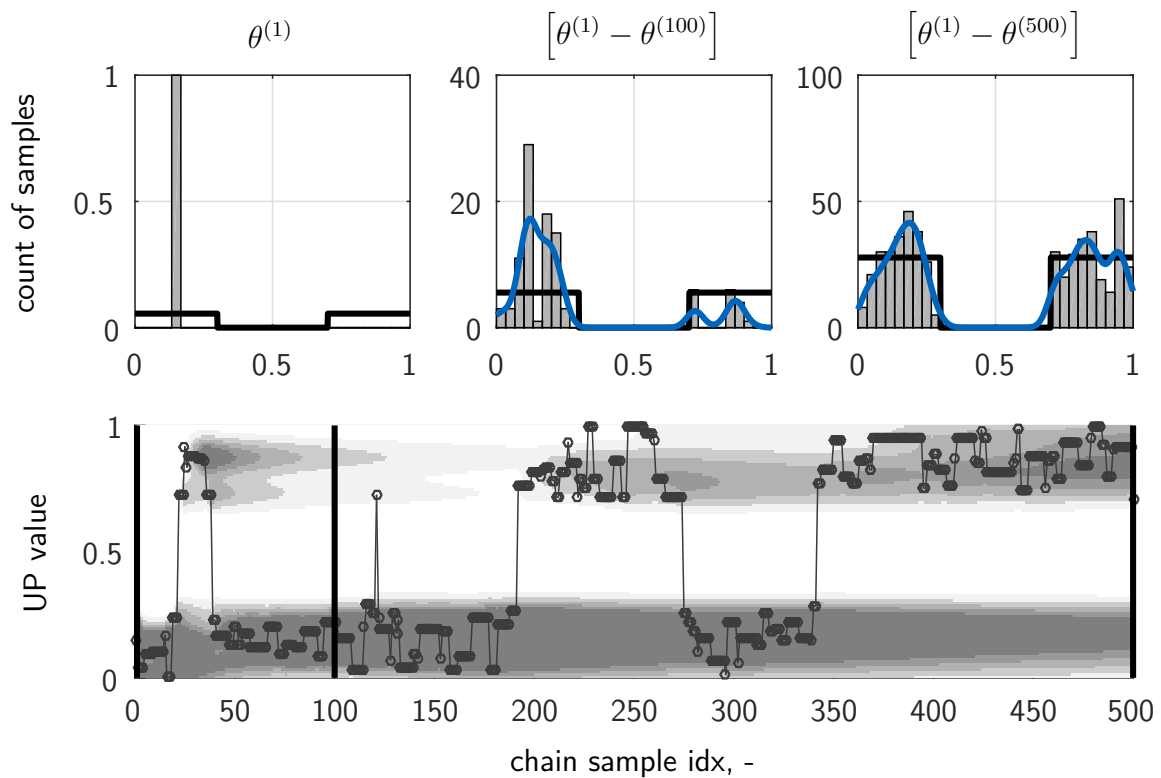 θ^(1) [θ^(1) − θ^(100)] [θ^(1) − θ^(500)]
count of samples
1 40 100
0.5 20 50
0 0 0
0 0.5 1 0 0.5 1 0 0.5 1
UP value
1
0.5
0
0 50 100 150 200 250 300 350 400 450 500
chain sample idx, -